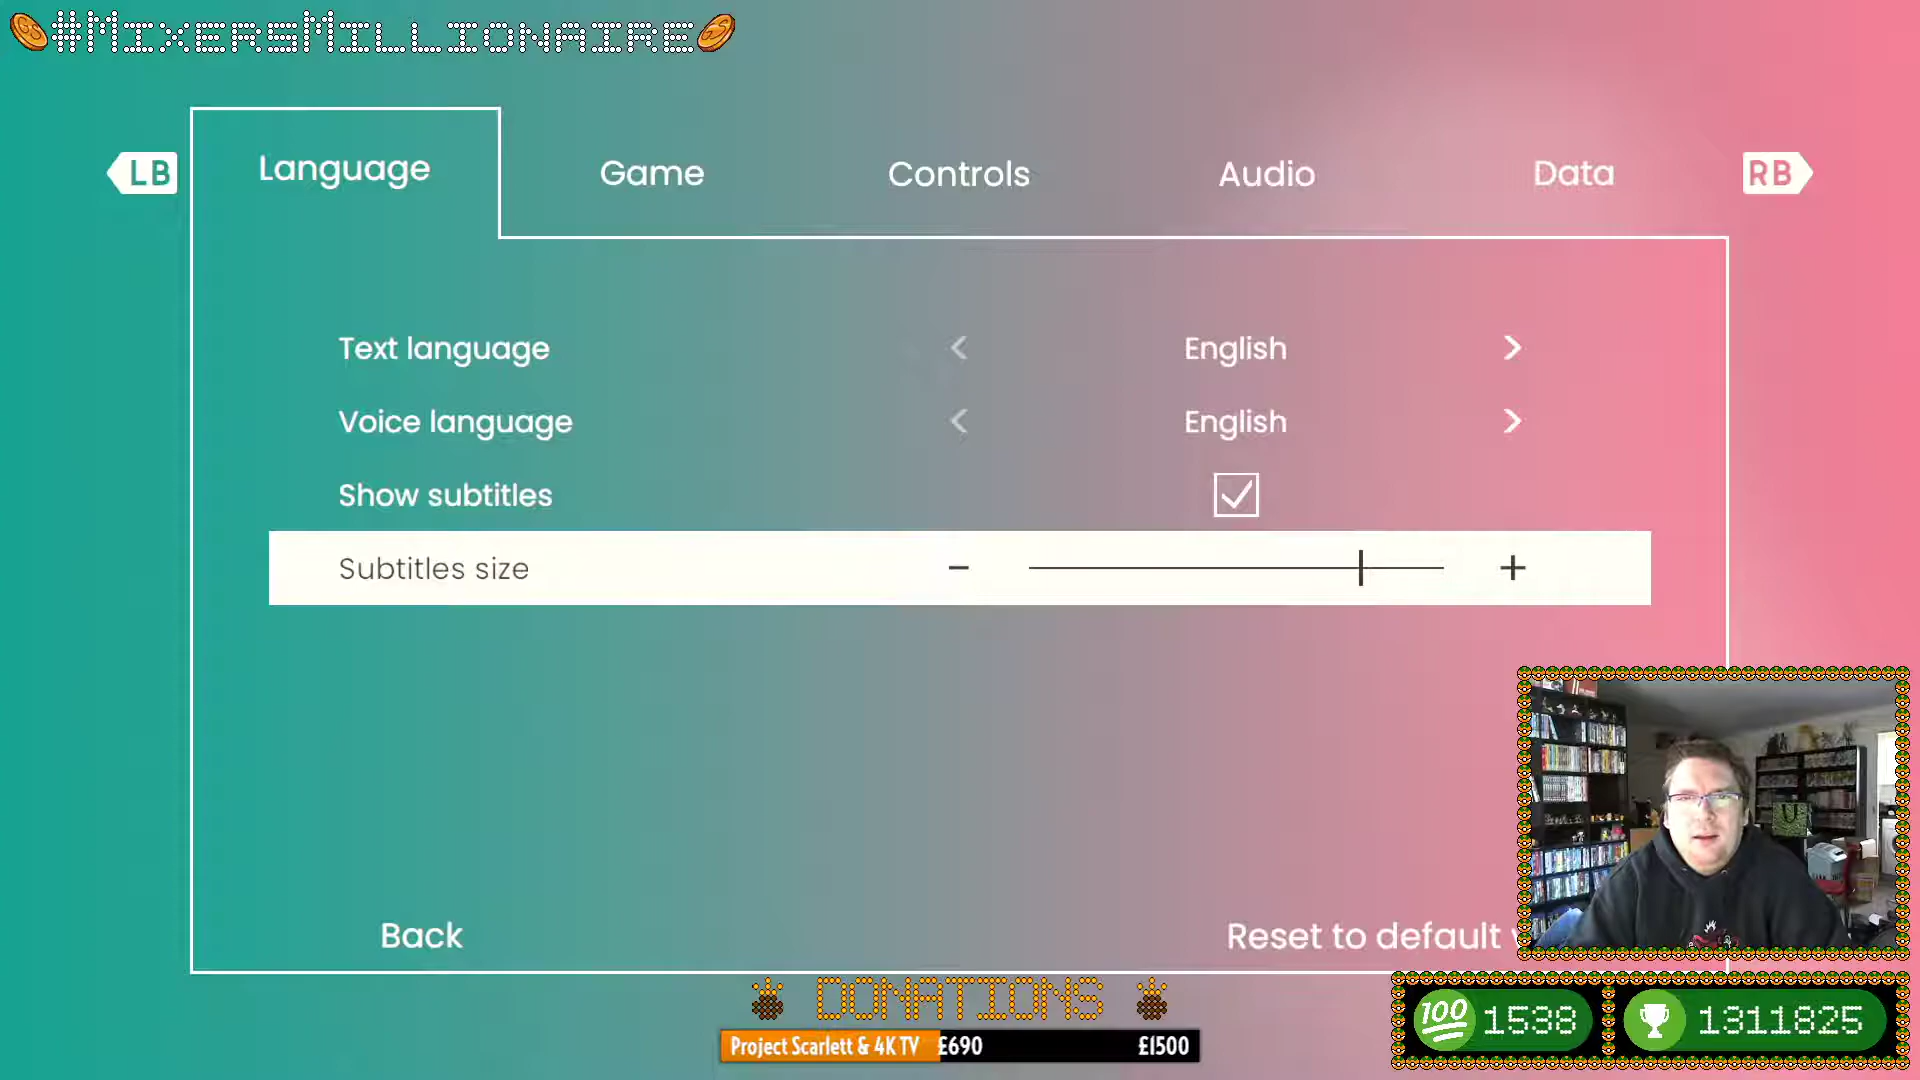 #MIXERSMILLIONAIRE
LB
Language
Game
Controls
Audio
Data
RB
Text language
English
Voice language
English
Show subtitles
Subtitles size
Back
Reset to default
DONATIONS
Project Scarlett & 4K TV £690 £1500
100 1538
1311825